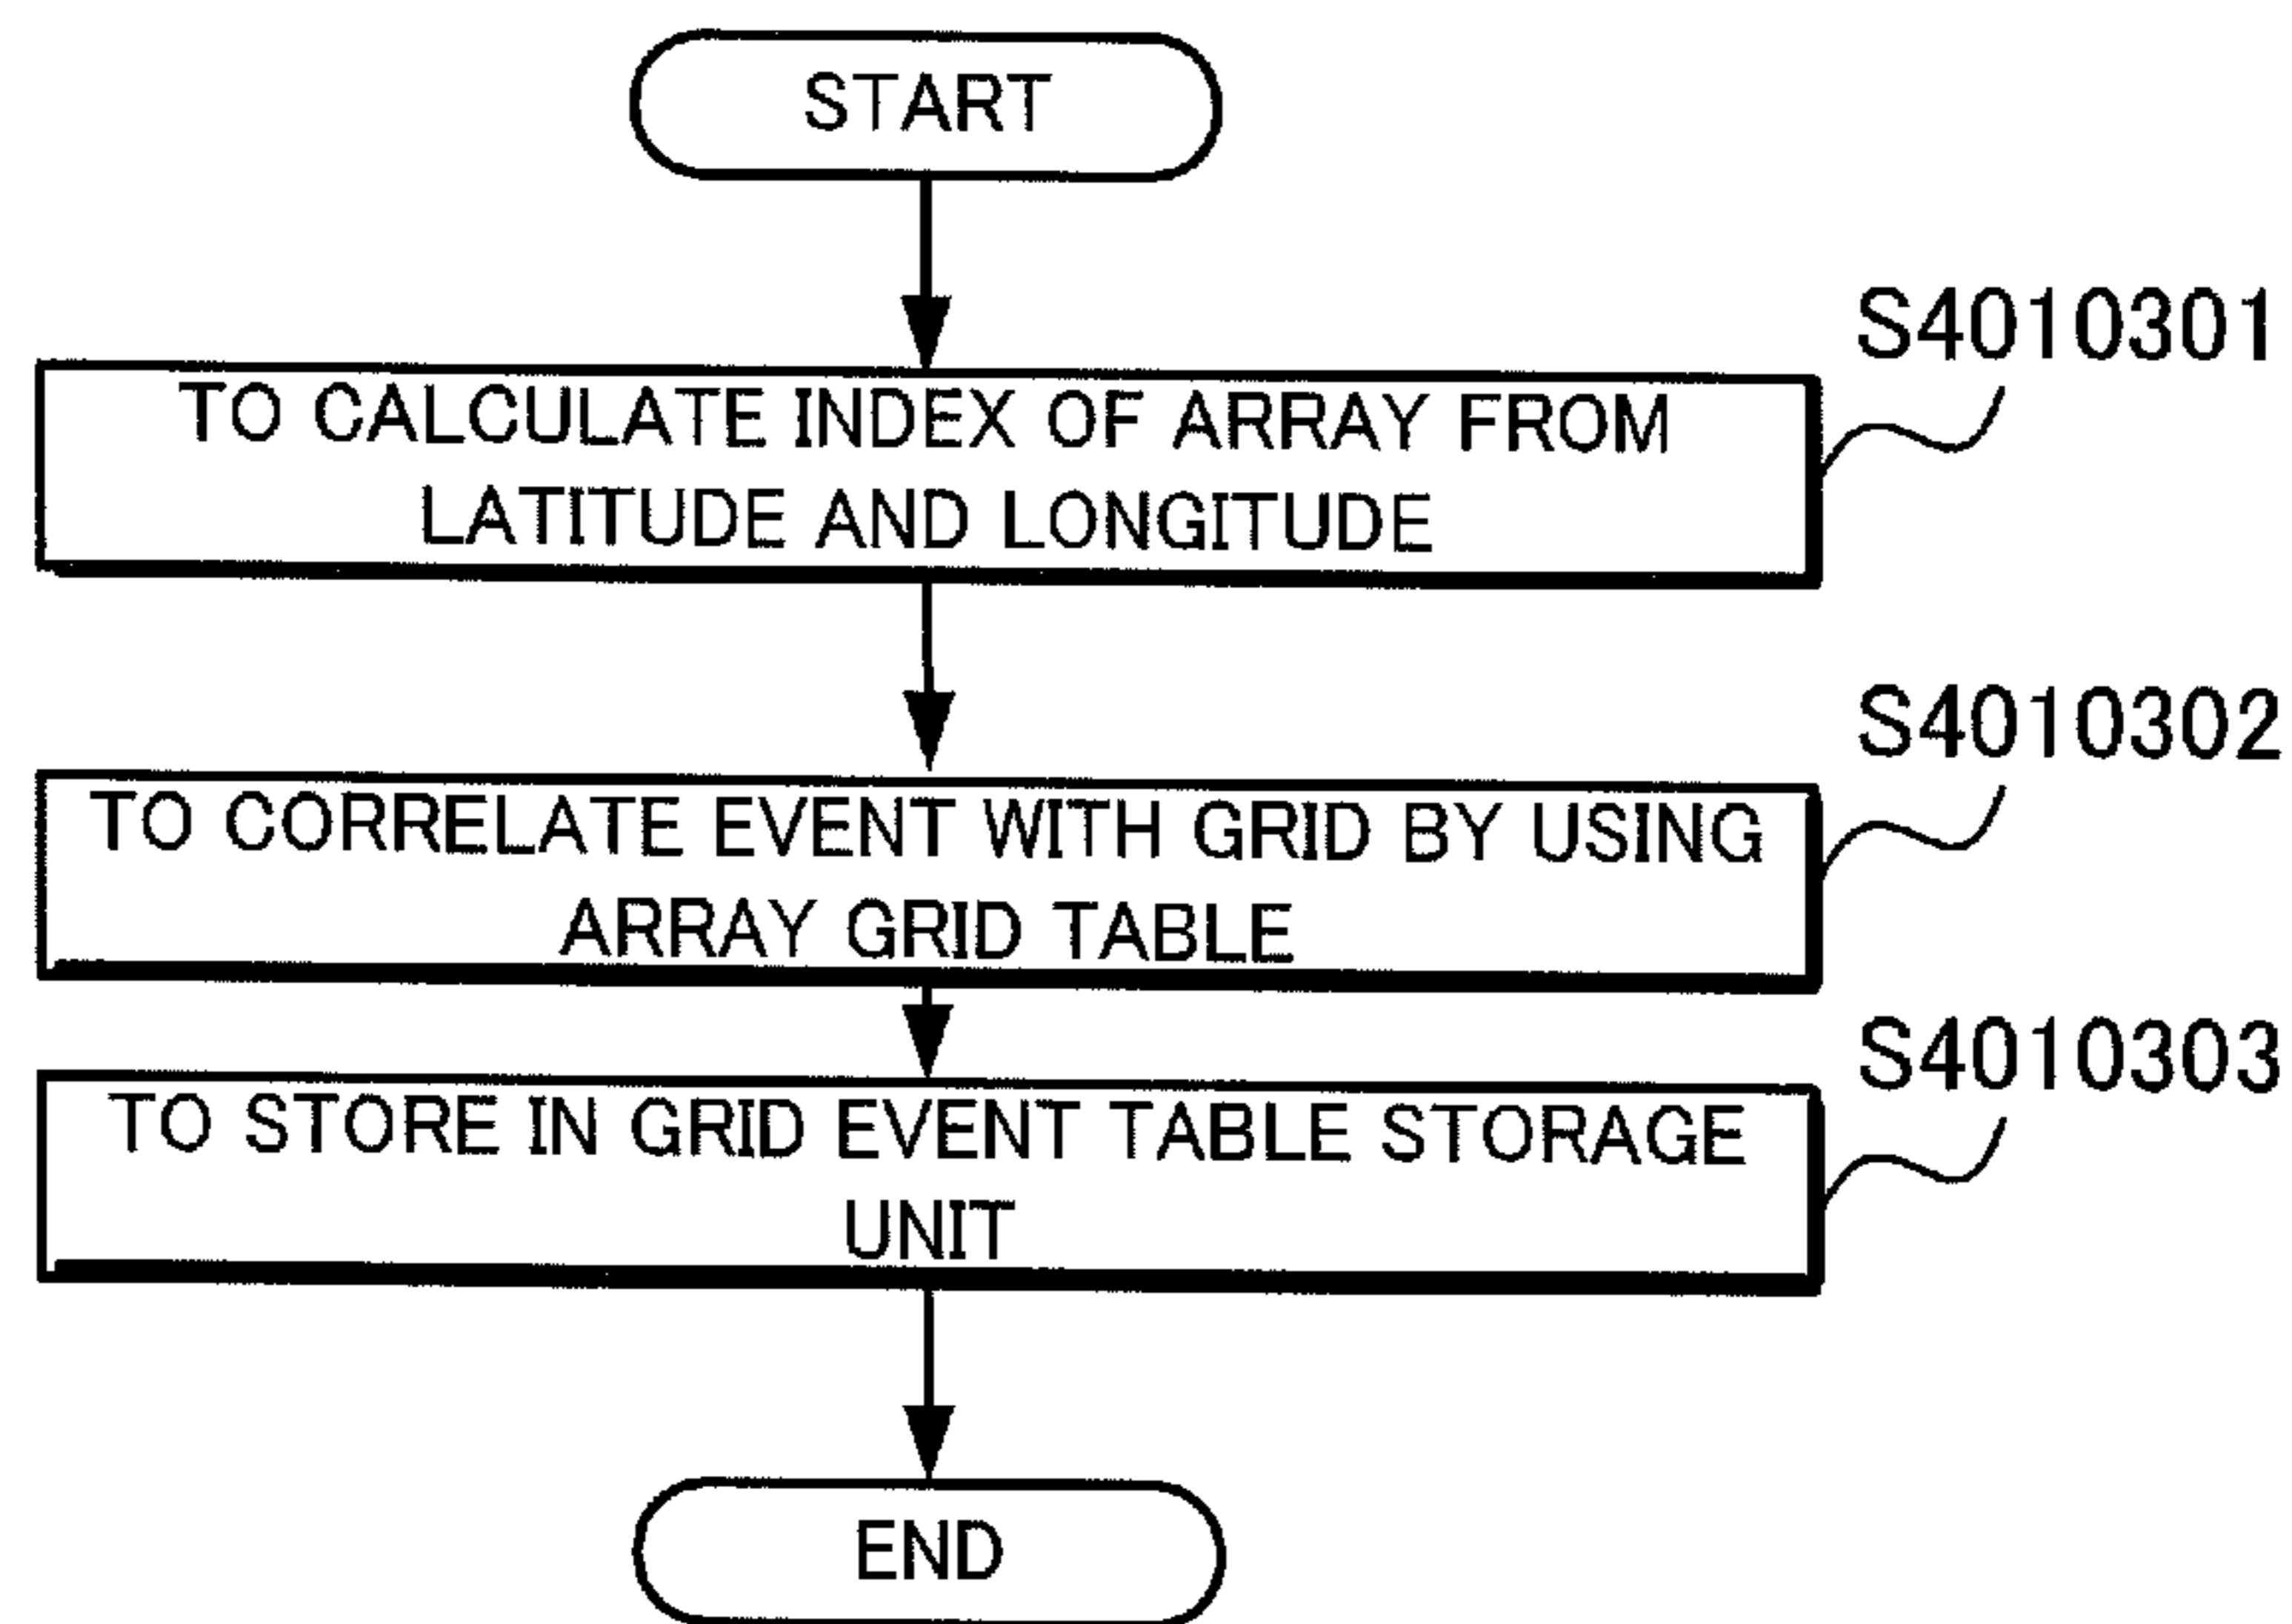 START
S4010301
TO CALCULATE INDEX OF ARRAY FROM
LATITUDE AND LONGITUDE
S4010302
TO CORRELATE EVENT WITH GRID BY USING
ARRAY GRID TABLE
S4010303
TO STORE IN GRID EVENT TABLE STORAGE
UNIT
END